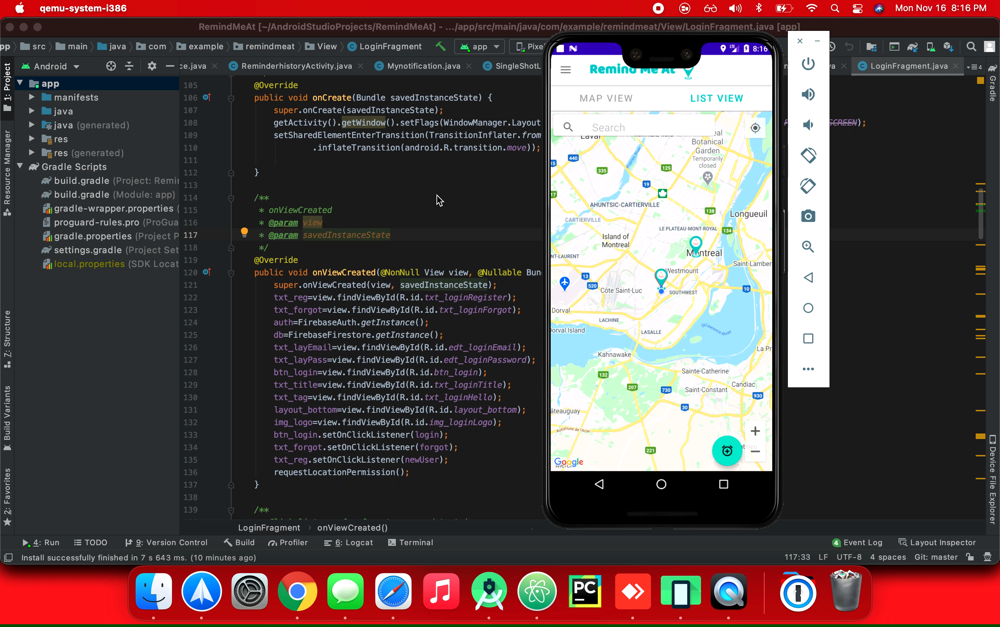 qemu-system-i386
Mon Nov 16 8:16 PM
RemindMeAt [~/AndroidStudioProjects/RemindMeAt] - .../app/src/main/java/com/example/remindmeat/View/LoginFragment.java [app]
pp src main java com example remindmeat View LoginFragment app Pixe
1: Project
Resource Manager
7: Structure
Build Variants
2: Favorites
Android
ce.java ReminderhistoryActivity.java Mynotification.java SingleShotL
LoginFragment.java
4
Gradle
Device File Explorer
app
manifests
java
java (generated)
res
res (generated)
Gradle Scripts
build.gradle (Project: Remi
build.gradle (Module: app)
gradle-wrapper.properties (
proguard-rules.pro (ProGua
gradle.properties (Project P
settings.gradle (Project Set
local.properties (SDK Locat
105 @Override
106 public void onCreate(Bundle savedInstanceState) {
107 super.onCreate(savedInstanceState);
108 getActivity().getWindow().setFlags(WindowManager.Layout
SCREEN);
109 setSharedElementEnterTransition(TransitionInflater.from
110 .inflateTransition(android.R.transition.move));
111
112 }
113
114 /**
115 * onViewCreated
116 * @param view
117 * @param savedInstanceState
118 */
119 @Override
120 public void onViewCreated(@NonNull View view, @Nullable Bun
121 super.onViewCreated(view, savedInstanceState);
122 txt_reg=view.findViewById(R.id.txt_loginRegister);
123 txt_forgot=view.findViewById(R.id.txt_loginForgot);
124 auth=FirebaseAuth.getInstance();
125 db=FirebaseFirestore.getInstance();
126 txt_layEmail=view.findViewById(R.id.edt_loginEmail);
127 txt_layPass=view.findViewById(R.id.edt_loginPassword);
128 btn_login=view.findViewById(R.id.btn_login);
129 txt_title=view.findViewById(R.id.txt_loginTitle);
130 txt_tag=view.findViewById(R.id.txt_loginHello);
131 layout_bottom=view.findViewById(R.id.layout_bottom);
132 img_logo=view.findViewById(R.id.img_loginLogo);
133 btn_login.setOnClickListener(login);
134 txt_forgot.setOnClickListener(forgot);
135 txt_reg.setOnClickListener(newUser);
136 requestLocationPermission();
137 }
138
139 /**
LTE 8:16
Remind Me At
MAP VIEW LIST VIEW
Search
Laval
eal
Botanical
Garden
Temporarily
closed
440
15
335
125
Prairies River
19
17
AHUNTSIC-CARTIERVILLE
138
Longueuil
CARTIERVILLE
LE PLATEAU-MONT-ROYAL
134
Island of
Montreal
Montreal
NT-LAURENT
Saint-Lamber
Westmount
13
520
10
Côte Saint-Luc
SOUTHWEST
Dorval
LACHINE
orval Island
LASALLE
St Lawrence River
La Pr
Kahnawake
Sainte-Catherine
132
Candiac
207
730
Saint-Constant
930
30
âteauguay
Autoroute de l'Acier
+
thieu
221
Google
Mercier
LoginFragment onViewCreated()
4: Run TODO 9: Version Control Build Profiler 6: Logcat Terminal
4 Event Log Layout Inspector
Install successfully finished in 7 s 643 ms. (10 minutes ago)
117:33 LF UTF-8 4 spaces Git: master
PC